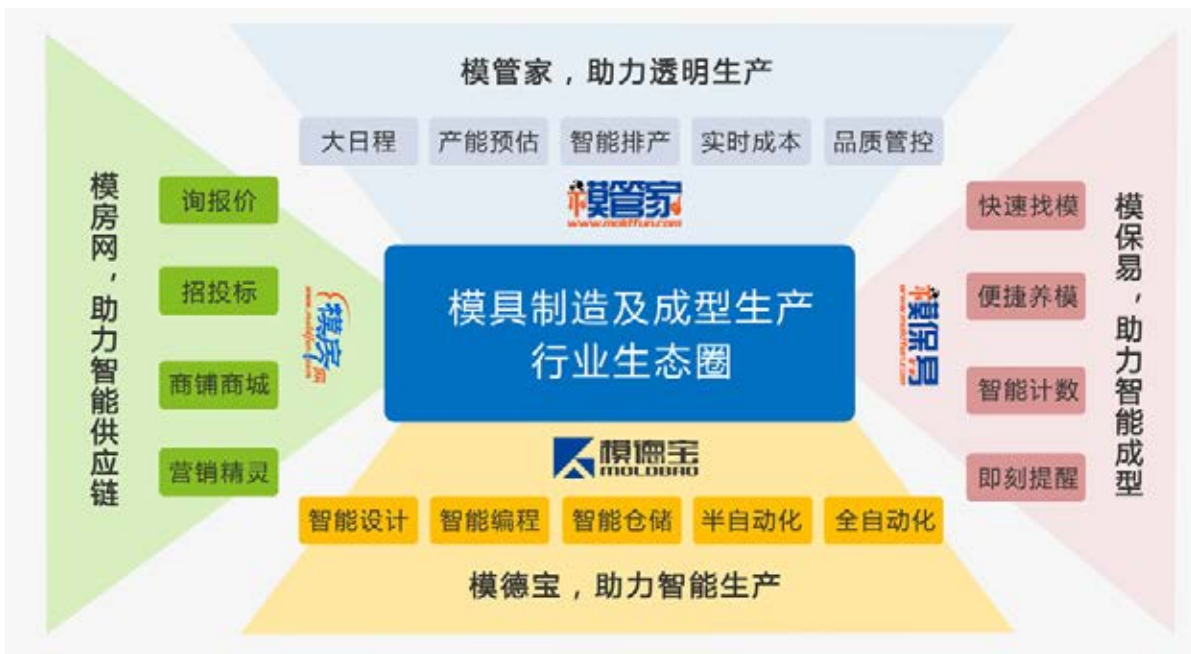 模管家，助力透明生产
大日程
产能预估
智能排产
实时成本
品质管控
模管家
模房网，助力智能供应链
询报价
招投标
商铺商城
营销精灵
模房网
模具制造及成型生产
行业生态圈
模保易
快速找模
便捷养模
智能计数
即刻提醒
模保易，助力智能成型
模德宝
MOLDBAO
智能设计
智能编程
智能仓储
半自动化
全自动化
模德宝，助力智能生产